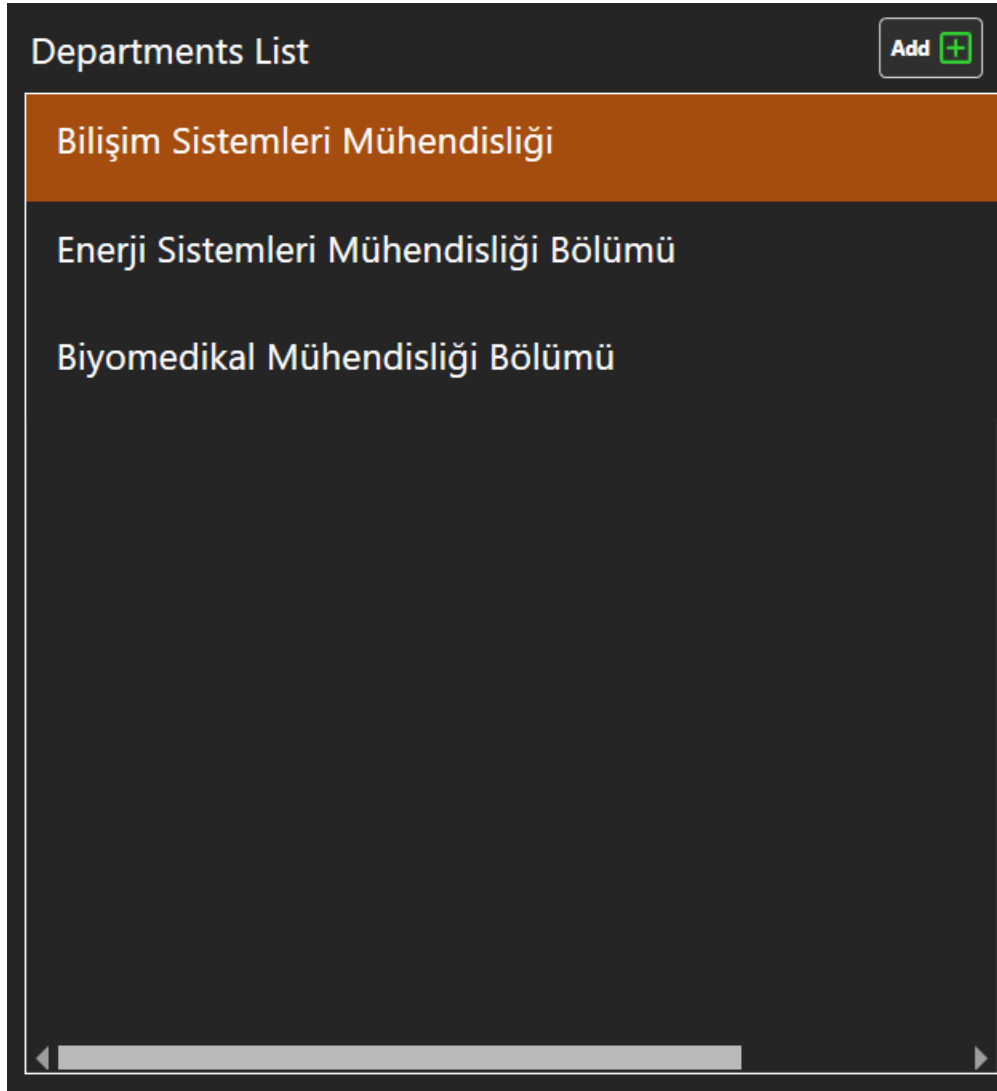 Departments List
Add
Bilişim Sistemleri Mühendisliği
Enerji Sistemleri Mühendisliği Bölümü
Biyomedikal Mühendisliği Bölümü